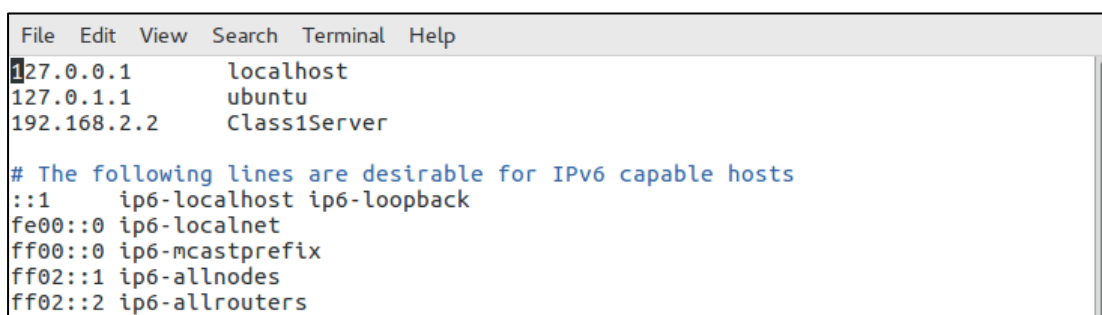 File Edit View Search Terminal Help
127.0.0.1 localhost
127.0.1.1 ubuntu
192.168.2.2 Class1Server
# The following lines are desirable for IPv6 capable hosts
::1 ip6-localhost ip6-loopback
fe00::0 ip6-localnet
ff00::0 ip6-mcastprefix
ff02::1 ip6-allnodes
ff02::2 ip6-allrouters